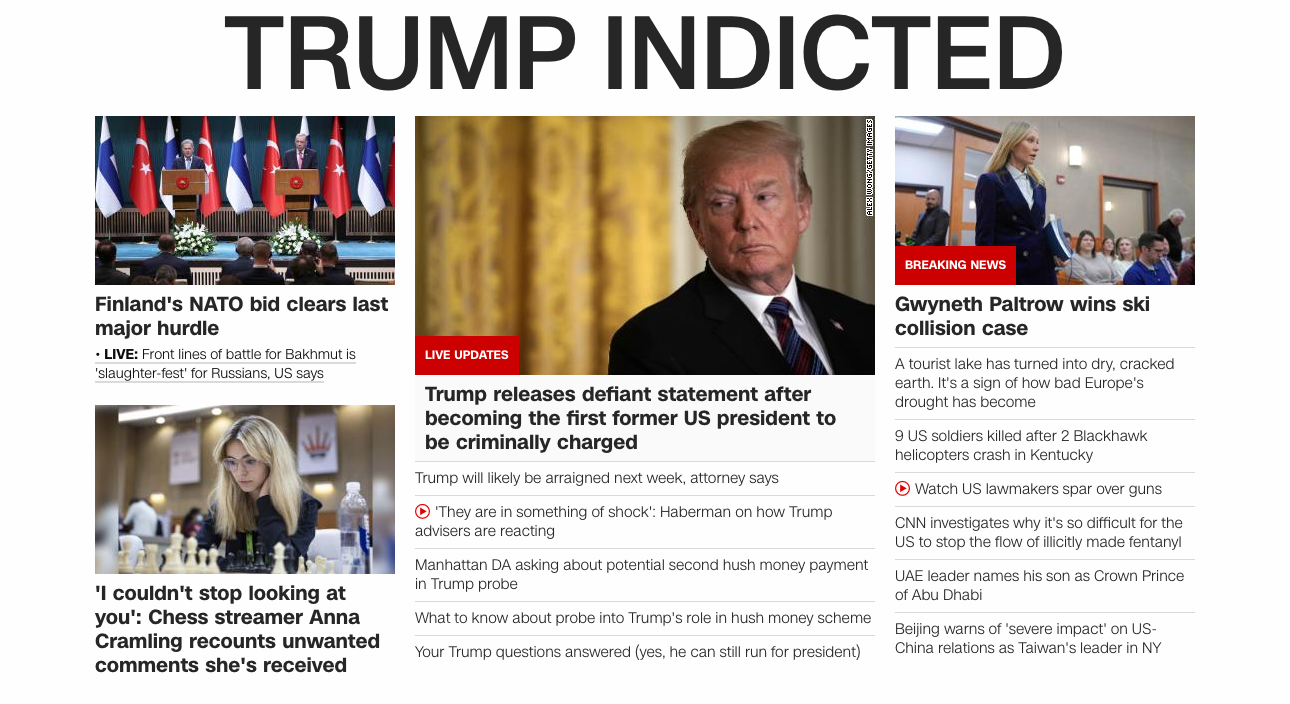 TRUMP INDICTED
Finland's NATO bid clears last
major hurdle
• LIVE: Front lines of battle for Bakhmut is
'slaughter-fest' for Russians, US says
'I couldn't stop looking at
you': Chess streamer Anna
Cramling recounts unwanted
comments she's received
ALEX WONG/GETTY IMAGES
LIVE UPDATES
Trump releases defiant statement after
becoming the first former US president to
be criminally charged
Trump will likely be arraigned next week, attorney says
'They are in something of shock': Haberman on how Trump
advisers are reacting
Manhattan DA asking about potential second hush money payment
in Trump probe
What to know about probe into Trump's role in hush money scheme
Your Trump questions answered (yes, he can still run for president)
BREAKING NEWS
Gwyneth Paltrow wins ski
collision case
A tourist lake has turned into dry, cracked
earth. It's a sign of how bad Europe's
drought has become
9 US soldiers killed after 2 Blackhawk
helicopters crash in Kentucky
Watch US lawmakers spar over guns
CNN investigates why it's so difficult for the
US to stop the flow of illicitly made fentanyl
UAE leader names his son as Crown Prince
of Abu Dhabi
Beijing warns of 'severe impact' on US-
China relations as Taiwan's leader in NY